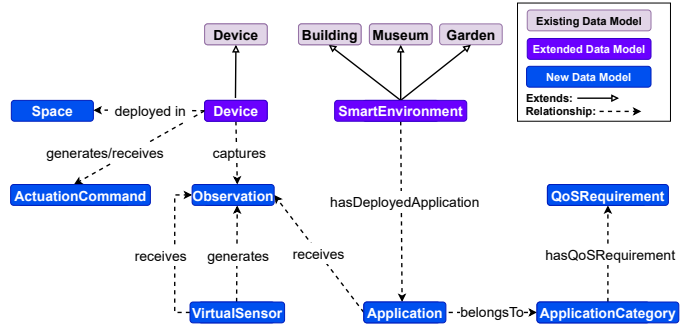 Device
Building
Museum
Garden
Existing Data Model
Extended Data Model
New Data Model
Extends:
Relationship:
Space
deployed in
Device
SmartEnvironment
generates/receives
captures
ActuationCommand
Observation
hasDeployedApplication
QoSRequirement
receives
generates
receives
hasQoSRequirement
VirtualSensor
Application
belongsTo
ApplicationCategory